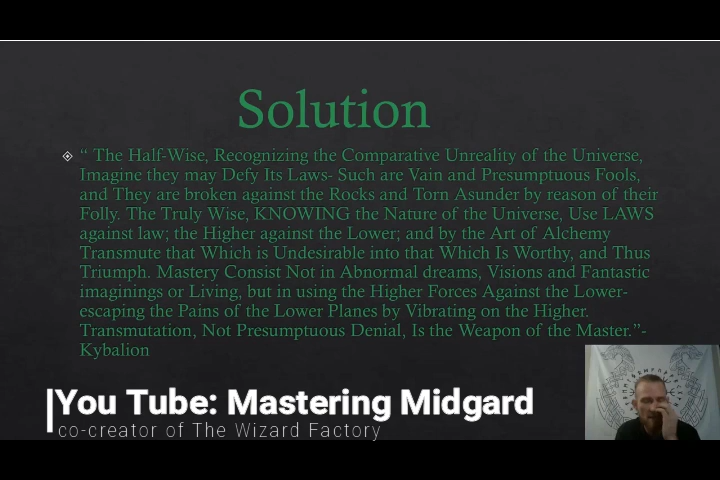 Solution
“ The Half-Wise, Recognizing the Comparative Unreality of the Universe,
Imagine they may Defy Its Laws- Such are Vain and Presumptuous Fools,
and They are broken against the Rocks and Torn Asunder by reason of their
Folly. The Truly Wise, KNOWING the Nature of the Universe, Use LAWS
against law; the Higher against the Lower; and by the Art of Alchemy
Transmute that Which is Undesirable into that Which Is Worthy, and Thus
Triumph. Mastery Consist Not in Abnormal dreams, Visions and Fantastic
imaginings or Living, but in using the Higher Forces Against the Lower-
escaping the Pains of the Lower Planes by Vibrating on the Higher.
Transmutation, Not Presumptuous Denial, Is the Weapon of the Master.”-
Kybalion
You Tube: Mastering Midgard
co-creator of The Wizard Factory